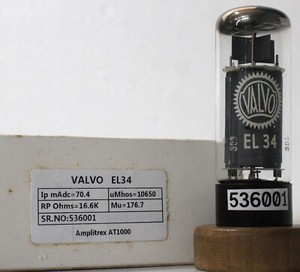 VALVO EL34
Ip mAdc=70.4 uMhos=10650
RP Ohms=16.6K Mu=176.7
SR.NO:536001
Amplitrex AT1000
VALVO
EL 34
536001